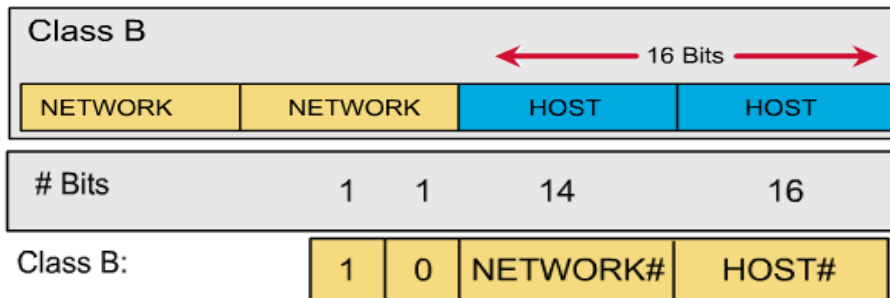 Class B
16 Bits
NETWORK NETWORK HOST HOST
# Bits 1 1 14 16
Class B: 1 0 NETWORK# HOST#